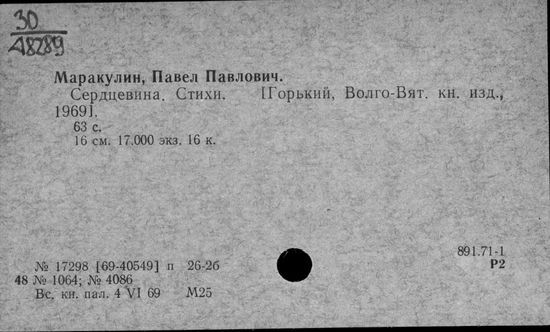 30
48289
Маракулин, Павел Павлович.
Сердцевина. Стихи. [Горький, Волго-Вят. кн. изд.,
1969].
63 с.
16 см. 17.000 экз. 16 к.
891.71-1
Р2
№ 17298 [69-40549] п 26-2б
48 № 1064; № 4086
Вс. кн. пал. 4 VI 69 М25